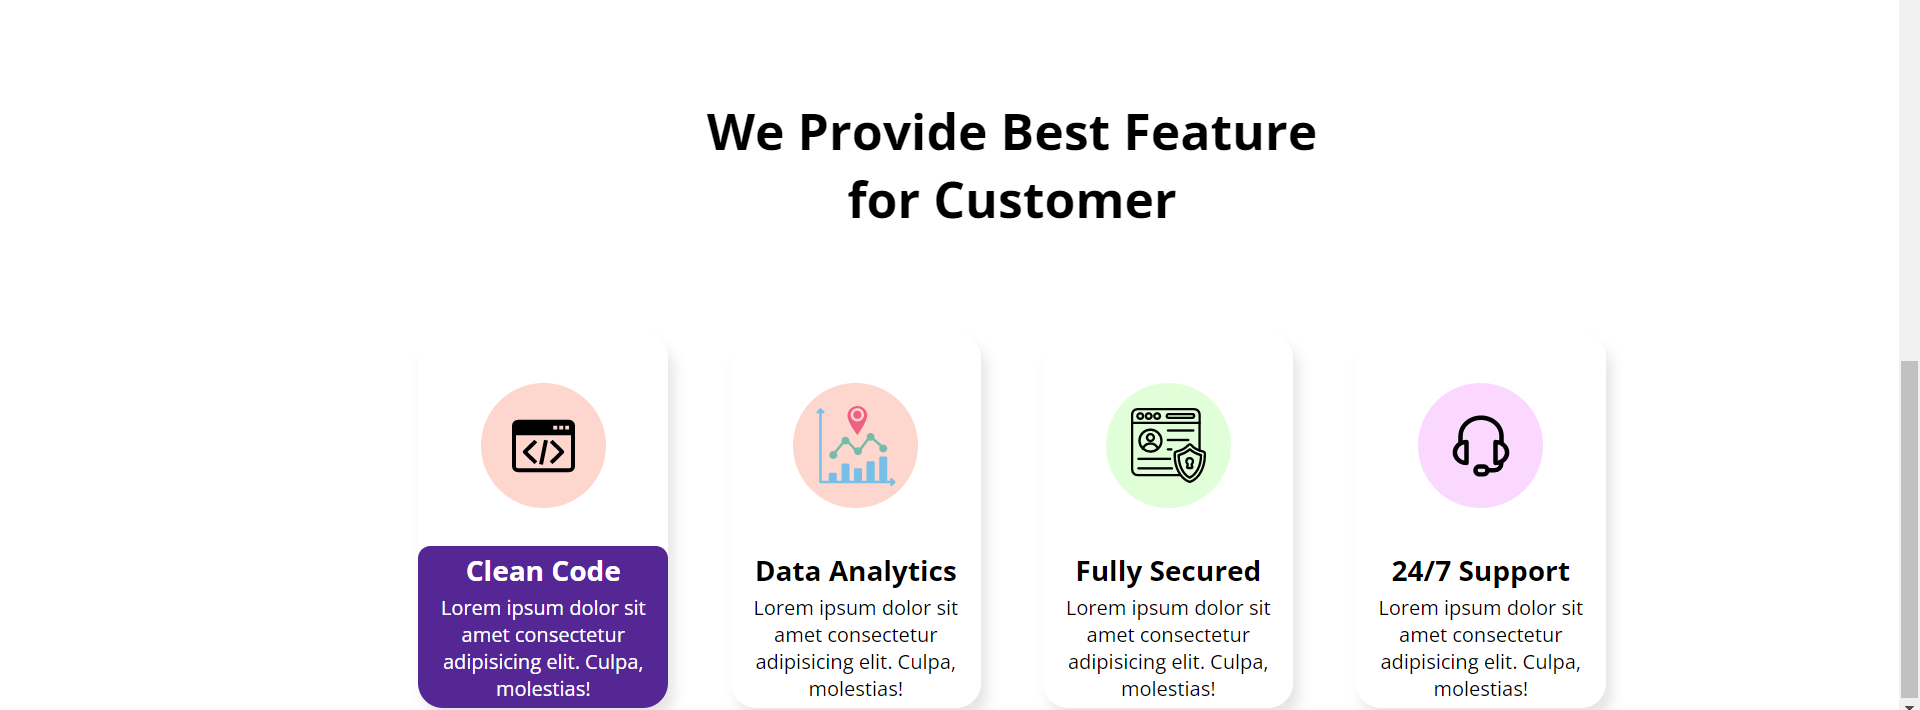 We Provide Best Feature
for Customer
Clean Code
Lorem ipsum dolor sit
amet consectetur
adipisicing elit. Culpa,
molestias!
Data Analytics
Lorem ipsum dolor sit
amet consectetur
adipisicing elit. Culpa,
molestias!
Fully Secured
Lorem ipsum dolor sit
amet consectetur
adipisicing elit. Culpa,
molestias!
24/7 Support
Lorem ipsum dolor sit
amet consectetur
adipisicing elit. Culpa,
molestias!